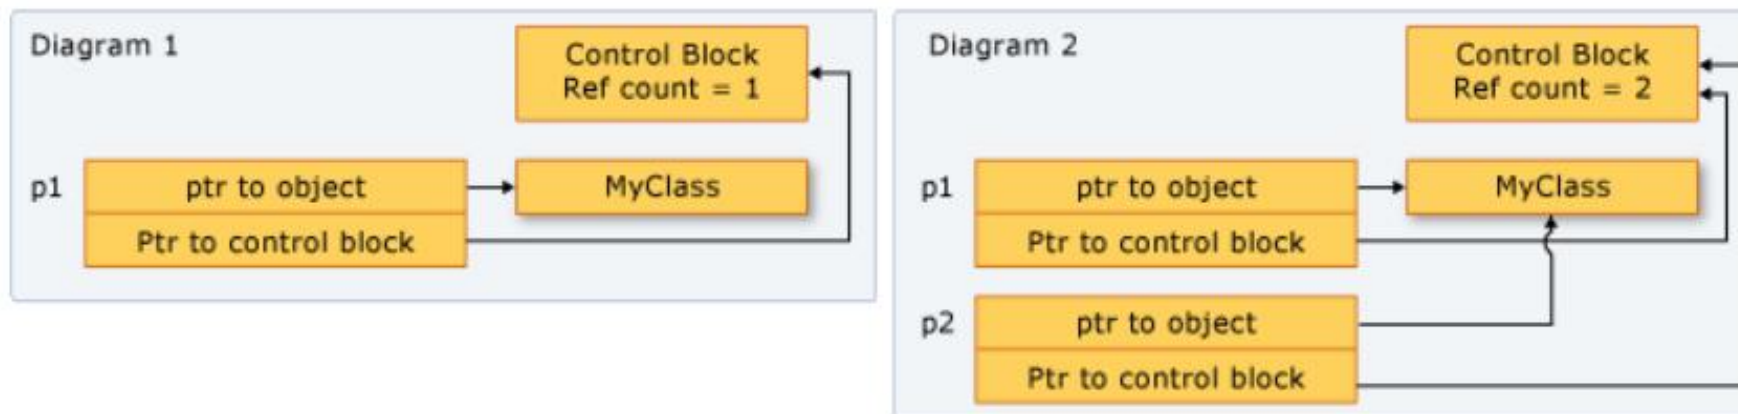 Diagram 1
Control Block
Ref count = 1
p1
ptr to object
MyClass
Ptr to control block
Diagram 2
Control Block
Ref count = 2
p1
ptr to object
MyClass
Ptr to control block
p2
ptr to object
Ptr to control block